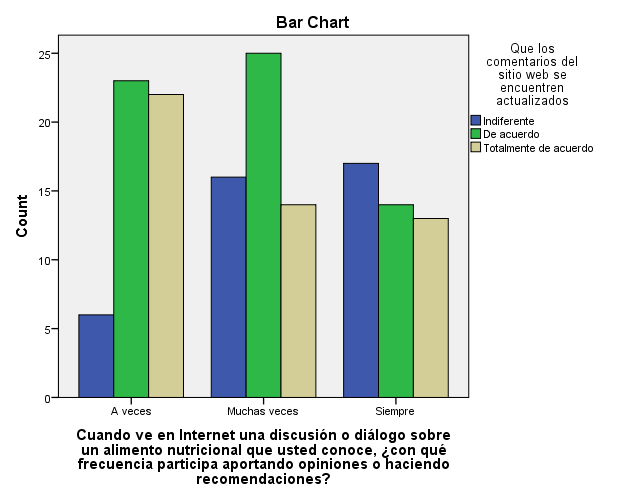 Bar Chart
Que los
comentarios del
sitio web se
encuentren
actualizados
Indiferente
De acuerdo
Totalmente de acuerdo
Count
25
20
15
10
5
0
A veces
Muchas veces
Siempre
Cuando ve en Internet una discusión o diálogo sobre
un alimento nutricional que usted conoce, ¿con qué
frecuencia participa aportando opiniones o haciendo
recomendaciones?